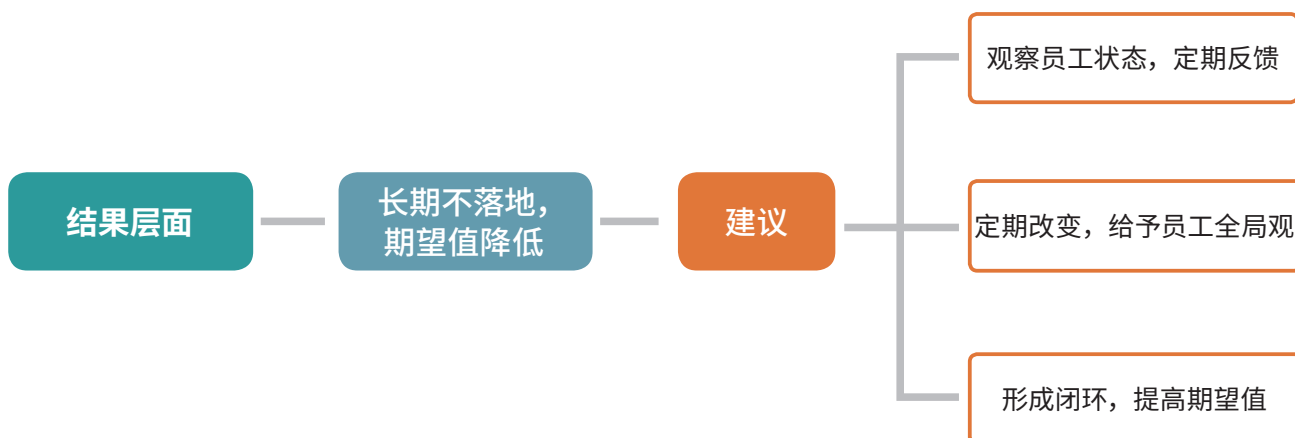 结果层面
长期不落地，
期望值降低
建议
观察员工状态，定期反馈
定期改变，给予员工全局观
形成闭环，提高期望值